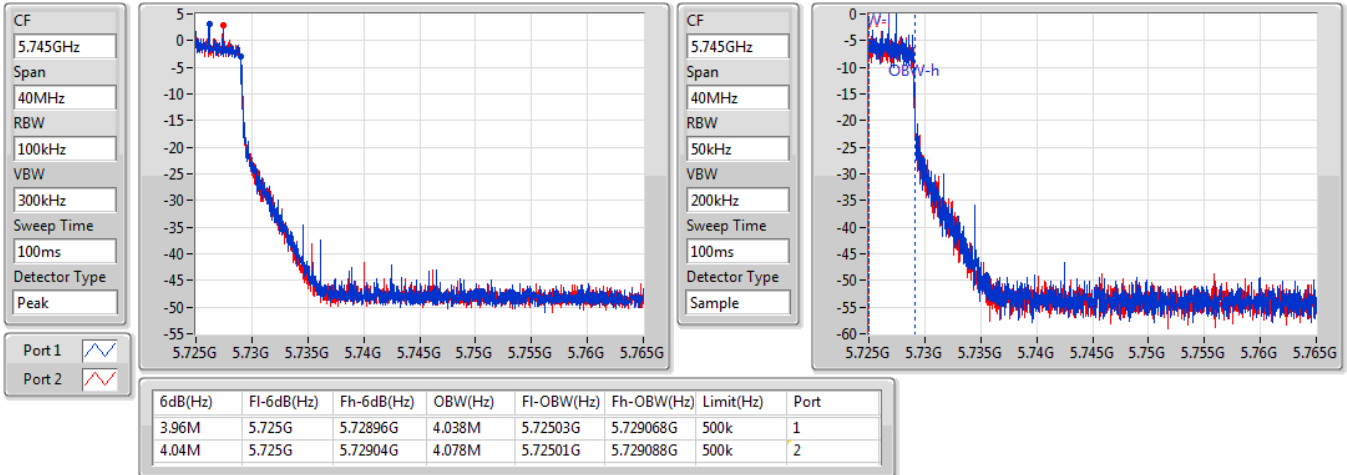 CF
5.745GHz
Span
40MHz
RBW
100kHz
VBW
300kHz
Sweep Time
100ms
Detector Type
Peak
Port 1
Port 2
5-
0-
-5-
-10-
-15-
-20-
-25-
-30-
-35-
-40-
-45-
-50-
-55-
5.725G 5.73G 5.735G 5.74G 5.745G 5.75G 5.755G 5.76G 5.765G
CF
5.745GHz
Span
40MHz
RBW
50kHz
VBW
200kHz
Sweep Time
100ms
Detector Type
Sample
0-
-5-
-10-
-15-
-20-
-25-
-30-
-35-
-40-
-45-
-50-
-55-
-60-
OBW-h
5.725G 5.73G 5.735G 5.74G 5.745G 5.75G 5.755G 5.76G 5.765G
6dB(Hz) Fl-6dB(Hz) Fh-6dB(Hz) OBW(Hz) Fl-OBW(Hz) Fh-OBW(Hz) Limit(Hz) Port
3.96M 5.725G 5.72896G 4.038M 5.72503G 5.729068G 500k 1
4.04M 5.725G 5.72904G 4.078M 5.72501G 5.729088G 500k 2